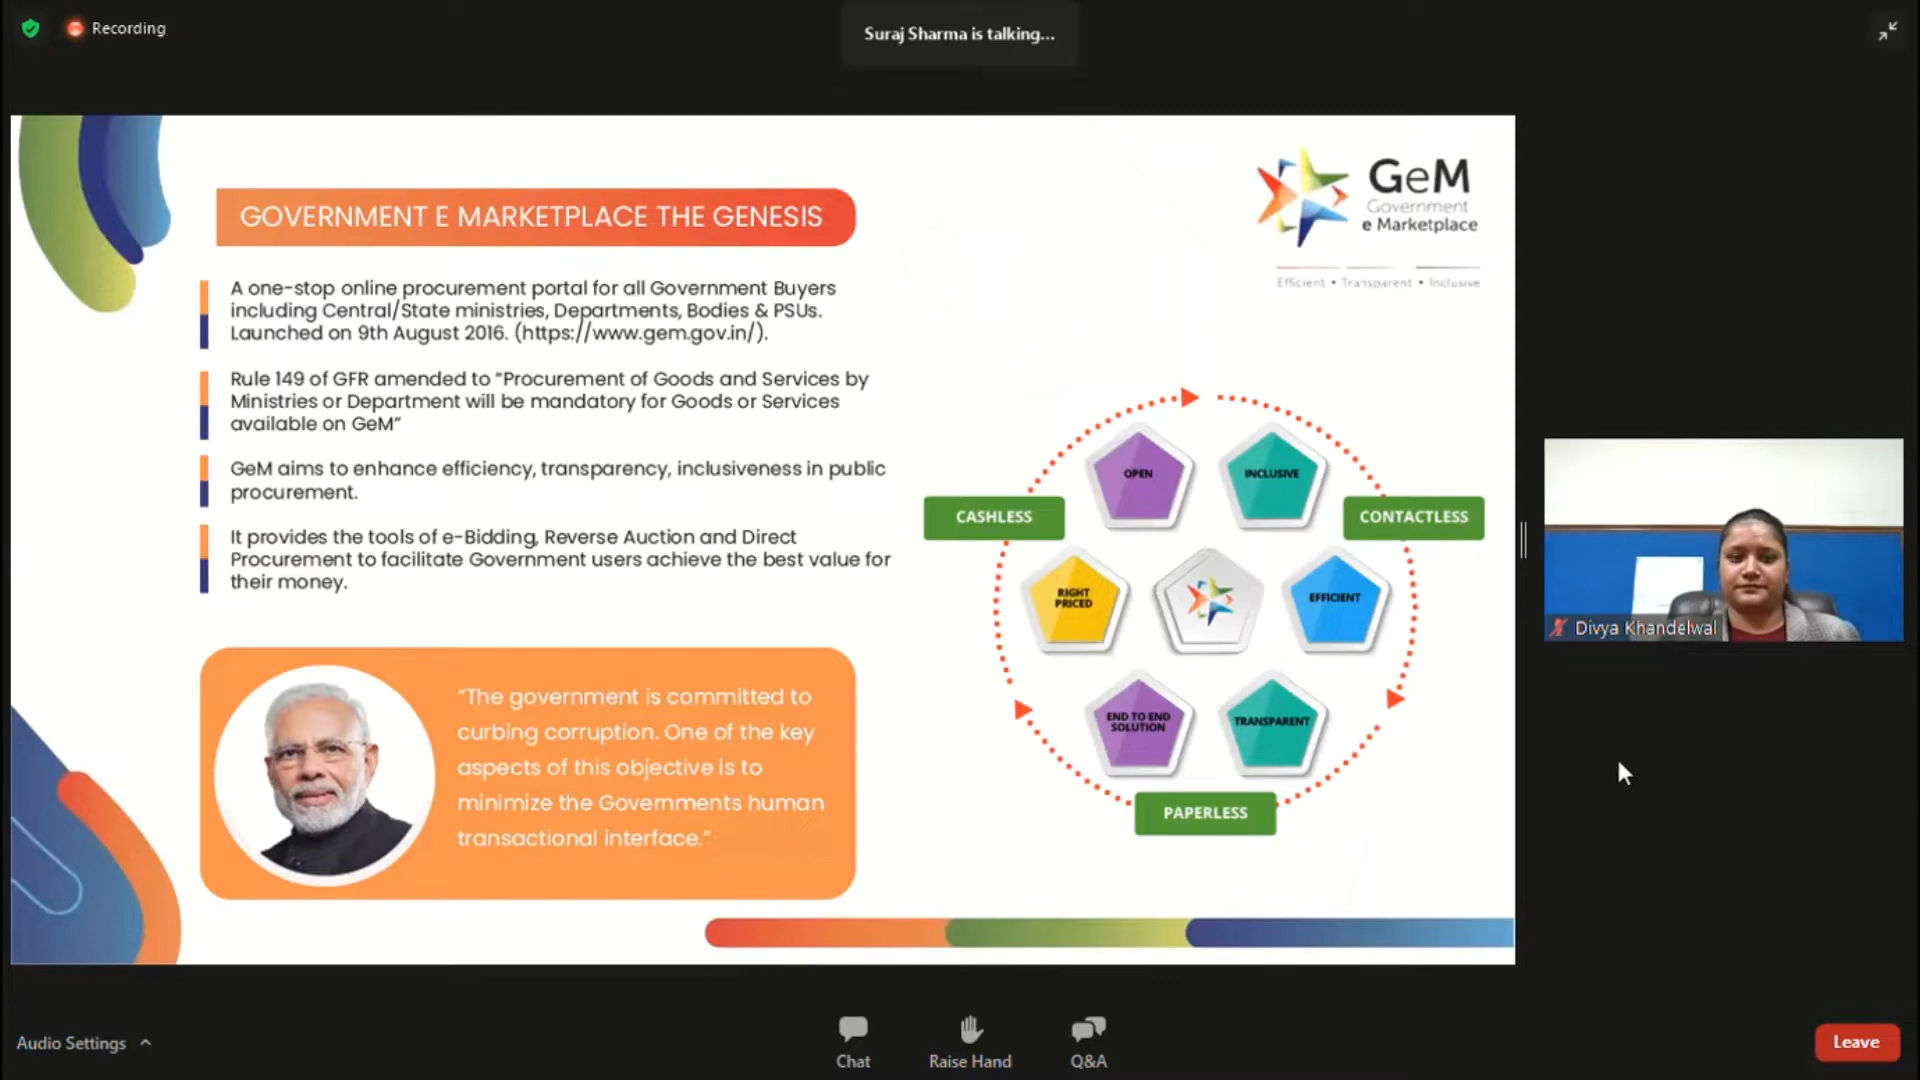 Recording
Suraj Sharma is talking...
GeM
Government
e Marketplace
Efficient • Transparent • Inclusive
GOVERNMENT E MARKETPLACE THE GENESIS
A one-stop online procurement portal for all Government Buyers
including Central/State ministries, Departments, Bodies & PSUs.
Launched on 9th August 2016. (https://www.gem.gov.in/).
Rule 149 of GFR amended to “Procurement of Goods and Services by
Ministries or Department will be mandatory for Goods or Services
available on GeM”
GeM aims to enhance efficiency, transparency, inclusiveness in public
procurement.
It provides the tools of e-Bidding, Reverse Auction and Direct
Procurement to facilitate Government users achieve the best value for
their money.
“The government is committed to
curbing corruption. One of the key
aspects of this objective is to
minimize the Governments human
transactional interface.”
OPEN
INCLUSIVE
CASHLESS
CONTACTLESS
RIGHT
PRICED
EFFICIENT
END TO END
SOLUTION
TRANSPARENT
PAPERLESS
Divya Khandelwal
Audio Settings
Chat
Raise Hand
Q&A
Leave